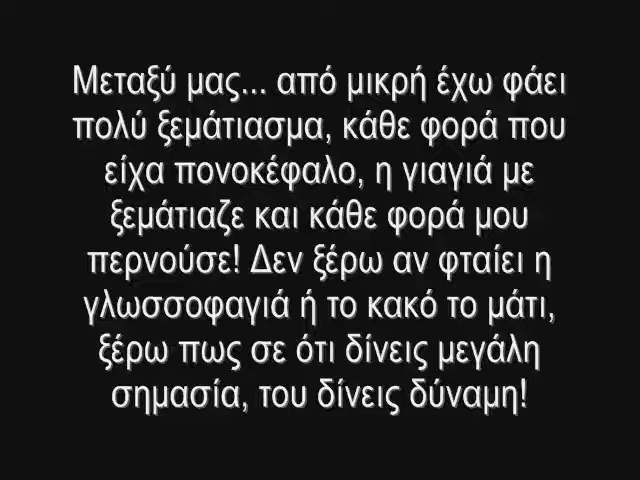 Μεταξύ μας... από μικρή έχω φάει
πολύ ξεμάτιασμα, κάθε φορά που
είχα πονοκέφαλο, η γιαγιά με
ξεμάτιαζε και κάθε φορά μου
περνούσε! Δεν ξέρω αν φταίει η
γλωσσοφαγιά ή το κακό το μάτι,
ξέρω πως σε ότι δίνεις μεγάλη
σημασία, του δίνεις δύναμη!